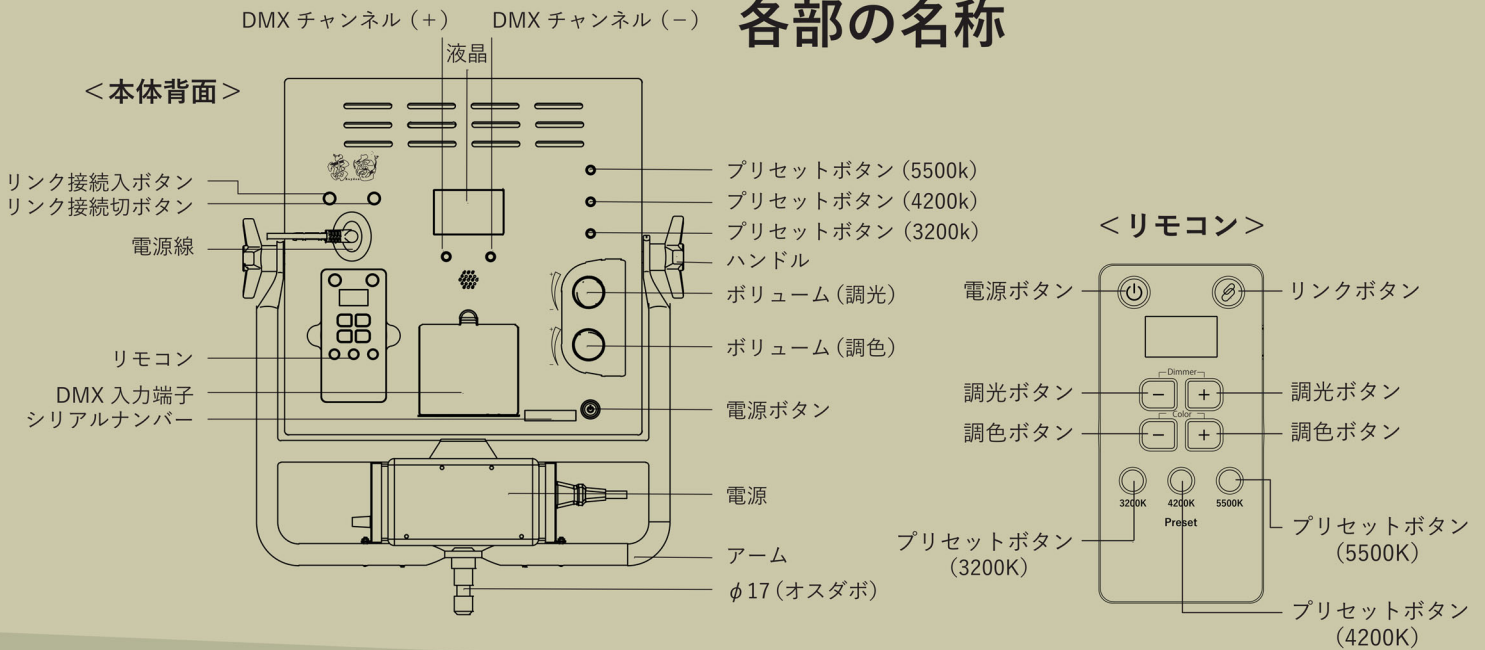 各部の名称
DMX チャンネル（＋）
DMX チャンネル（−）
液晶
＜本体背面＞
リンク接続入ボタン
リンク接続切ボタン
電源線
リモコン
DMX 入力端子
シリアルナンバー
プリセットボタン（5500k）
プリセットボタン（4200k）
プリセットボタン（3200k）
ハンドル
ボリューム（調光）
ボリューム（調色）
電源ボタン
電源
アーム
φ17（オスダボ）
＜リモコン＞
電源ボタン
リンクボタン
Dimmer
調光ボタン
−
+
調光ボタン
Color
調色ボタン
−
+
調色ボタン
3200K
4200K
5500K
Preset
プリセットボタン
（3200K）
プリセットボタン
（5500K）
プリセットボタン
（4200K）